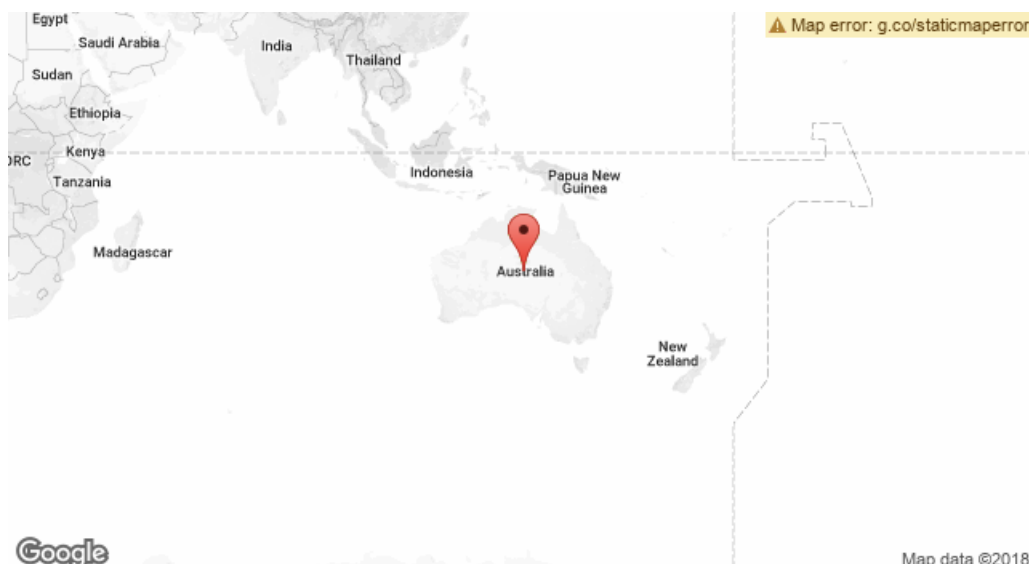 Egypt
Map error: g.co/staticmaperror
Saudi Arabia
India
Thailand
Sudan
Ethiopia
DRC
Kenya
Tanzania
Indonesia
Papua New
Guinea
Madagascar
Australia
New
Zealand
Google
Map data ©2018